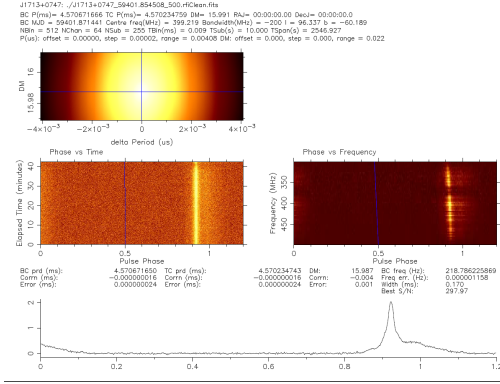 J1713+0747: ./J1713+0747_59401.854508_500.rfiClean.fits
BC P(ms)= 4.570671666 TC P(ms)= 4.570234759 DM= 15.991 RAJ= 00:00:00.00 DecJ= 00:00:00.0
BC MJD = 59401.871441 Centre freq(MHz) = 399.219 Bandwidth(MHz) = -200 l = 96.337 b = -60.189
NBin = 512 NChan = 64 NSub = 255 TBin(ms) = 0.009 TSub(s) = 10.000 TSpan(s) = 2546.927
P(us): offset = 0.00000, step = 0.00002, range = 0.00408 DM: offset = 0.000, step = 0.000, range = 0.022
DM
16
15.98
−4×10⁻³ −2×10⁻³ 0 2×10⁻³ 4×10⁻³
delta Period (us)
Phase vs Time
Elapsed Time (minutes)
40
30
20
10
0
0 0.5 1
Pulse Phase
Phase vs Frequency
Frequency (MHz)
350
400
450
0 0.5 1
Pulse Phase
BC prd (ms): 4.570671650 TC prd (ms): 4.570234743 DM: 15.987 BC freq (Hz): 218.786225869
Corrn (ms): −0.000000016 Corrn (ms): −0.000000016 Corrn: −0.004 Freq err. (Hz): 0.000001158
Error (ms): 0.000000024 Error (ms): 0.000000024 Error: 0.001 Width (ms): 0.170
Best S/N: 297.97
2
1
0
0 0.2 0.4 0.6 0.8 1 1.2